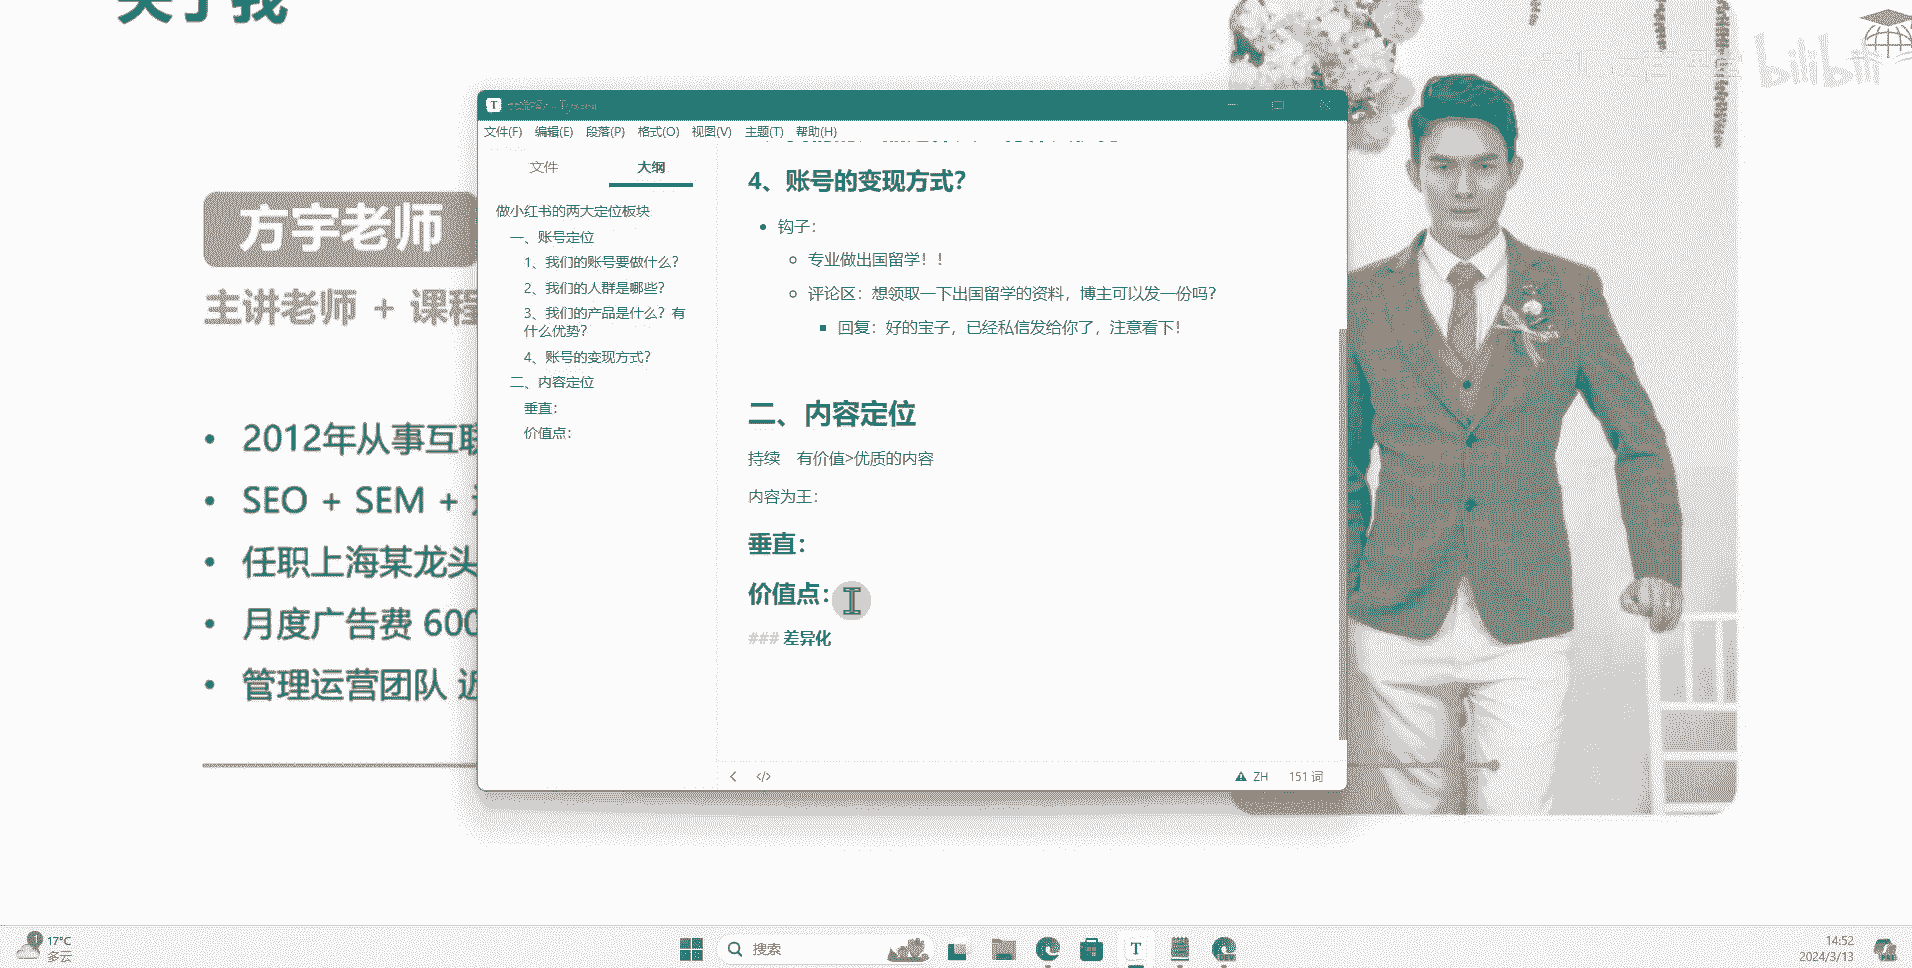 关于我
bilibili
方宇老师
主讲老师 + 课程
2012年从事互联
SEO + SEM +
任职上海某龙头
月度广告费 600
管理运营团队 近
文件(F) 编辑(E) 段落(P) 格式(O) 视图(V) 主题(T) 帮助(H)
文件 大纲
做小红书的两大定位板块
一、账号定位
1、我们的账号要做什么？
2、我们的人群是哪些？
3、我们的产品是什么？有
什么优势？
4、账号的变现方式？
二、内容定位
垂直：
价值点：
4、账号的变现方式？
钩子：
专业做出国留学！！
评论区：想领取一下出国留学的资料，博主可以发一份吗？
回复：好的宝子，已经私信发给你了，注意看下！
二、内容定位
持续 有价值>优质的内容
内容为王：
垂直：
价值点：
### 差异化
ZH 151 词
17°C
多云
搜索
14:52
2024/3/13